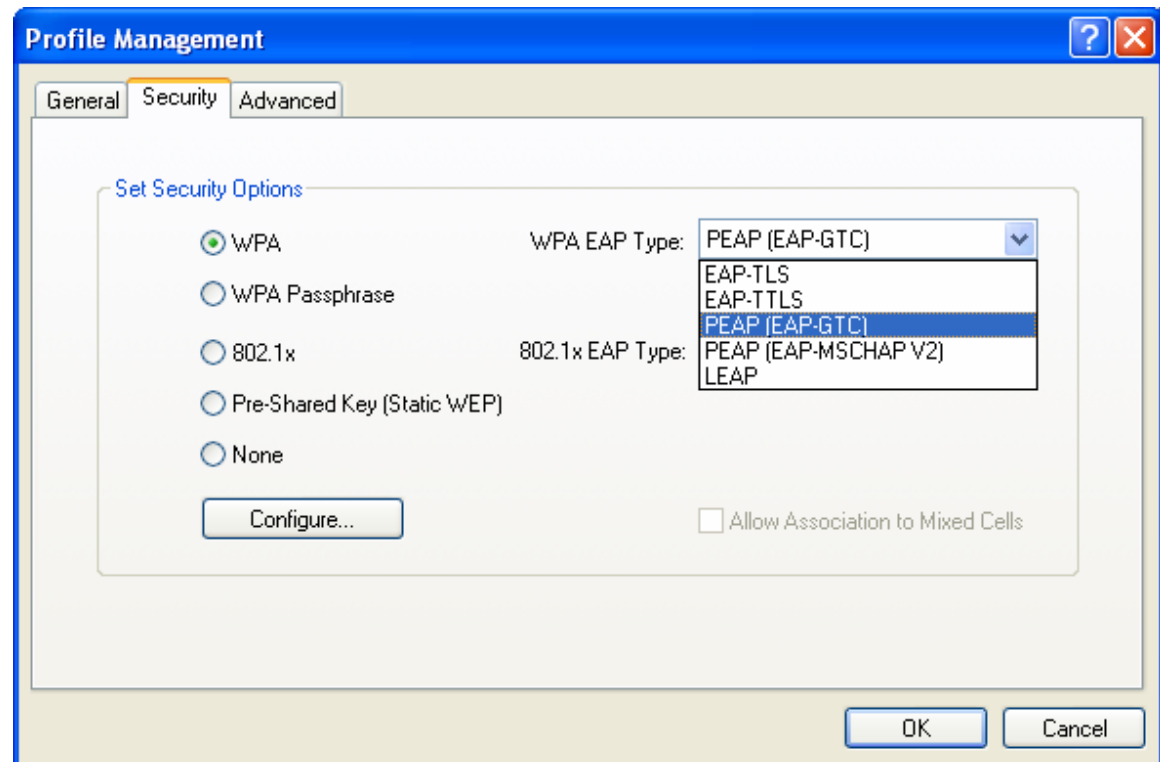 Profile Management
General Security Advanced
Set Security Options
WPA WPA EAP Type: PEAP (EAP-GTC)
EAP-TLS
WPA Passphrase EAP-TTLS
PEAP (EAP-GTC)
802.1x 802.1x EAP Type: PEAP (EAP-MSCHAP V2)
LEAP
Pre-Shared Key (Static WEP)
None
Configure... Allow Association to Mixed Cells
OK Cancel